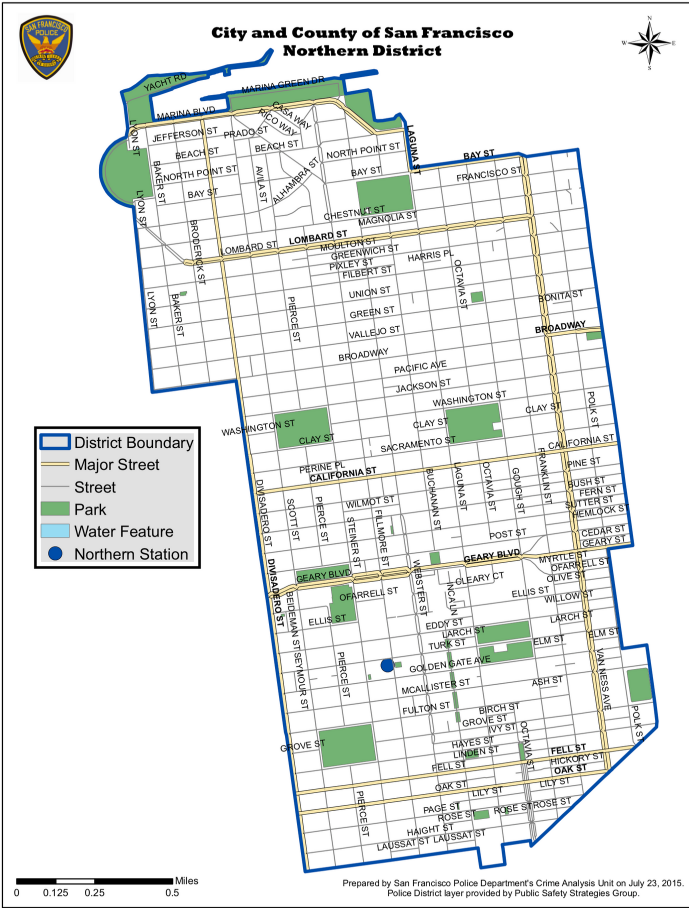 SAN FRANCISCO
POLICE
City and County of San Francisco
Northern District
N
W
E
S
YACHT RD
MARINA GREEN DR
MARINA BLVD
CASA WAY
RICO WAY
LYON ST
JEFFERSON ST
PRADO ST
LAGUNA ST
BEACH ST
BEACH ST
NORTH POINT ST
BAY ST
BAKER ST
NORTH POINT ST
AVILA ST
ALHAMBRA ST
BAY ST
FRANCISCO ST
BAY ST
LYON ST
CHESTNUT ST
MAGNOLIA ST
BRODERICK ST
LOMBARD ST
LOMBARD ST
MOULTON ST
GREENWICH ST
HARRIS PL
PIXLEY ST
FILBERT ST
OCTAVIA ST
LYON ST
BAKER ST
PIERCE ST
UNION ST
BONITA ST
GREEN ST
VALLEJO ST
BROADWAY
BROADWAY
PACIFIC AVE
JACKSON ST
WASHINGTON ST
POLK ST
CLAY ST
WASHINGTON ST
CLAY ST
CLAY ST
SACRAMENTO ST
CALIFORNIA ST
District Boundary
Major Street
Street
Park
Water Feature
Northern Station
PERINE PL
CALIFORNIA ST
FRANKLIN ST
PINE ST
DIVISADERO ST
SCOTT ST
PIERCE ST
STEINER ST
WILMOT ST
FILLMORE ST
BUCHANAN ST
LAGUNA ST
OCTAVIA ST
GOUGH ST
BUSH ST
FERN ST
SUTTER ST
HEMLOCK ST
POST ST
CEDAR ST
GEARY ST
GEARY BLVD
MYRTLE ST
OFARRELL ST
OLIVE ST
DIVISADERO ST
GEARY BLVD
WEBSTER ST
CLEARY CT
INCA LN
BEIDEMAN ST
OFARRELL ST
ELLIS ST
WILLOW ST
ELLIS ST
EDDY ST
LARCH ST
LARCH ST
TURK ST
ELM ST
ELM ST
SEYMOUR ST
PIERCE ST
GOLDEN GATE AVE
VAN NESS AVE
MCALLISTER ST
ASH ST
FULTON ST
BIRCH ST
GROVE ST
IVY ST
POLK ST
GROVE ST
HAYES ST
LINDEN ST
OCTAVIA ST
FELL ST
HICKORY ST
FELL ST
OAK ST
OAK ST
LILY ST
LILY ST
PIERCE ST
PAGE ST
ROSE ST
ROSE ST
ROSE ST
HAIGHT ST
LAUSSAT ST
LAUSSAT ST
Miles
0
0.125
0.25
0.5
Prepared by San Francisco Police Department's Crime Analysis Unit on July 23, 2015.
Police District layer provided by Public Safety Strategies Group.